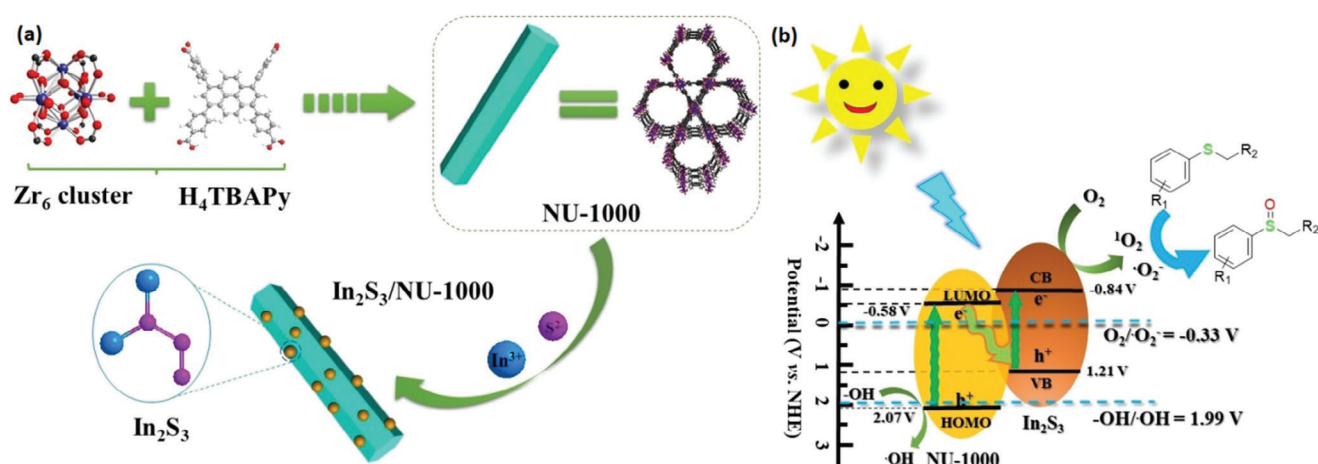 (a)
Zr6 cluster
H4TBAPy
NU-1000
In2S3/NU-1000
S2-
In3+
In2S3
(b)
S
R2
R1
O
S
R2
R1
O2
1O2
·O2-
Potential (V vs. NHE)
-2
-1
0
1
2
3
CB
LUMO
e-
-0.84 V
-0.58 V
e-
O2/·O2- = -0.33 V
h+
1.21 V
VB
-OH
h+
In2S3
-OH/·OH = 1.99 V
2.07 V
HOMO
·OH
NU-1000